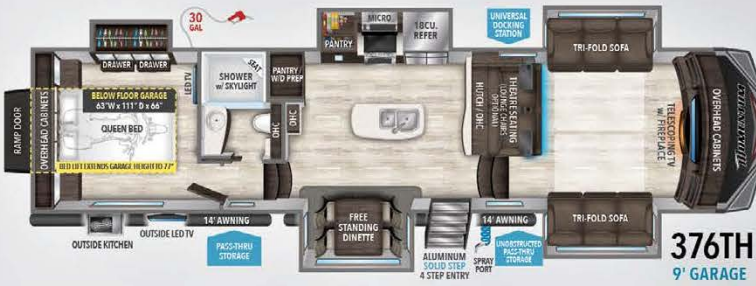 30
GAL
MICRO
PANTRY
18CU.
REFER
UNIVERSAL
DOCKING
STATION
TRI-FOLD SOFA
DRAWER
DRAWER
LED TV
SEAT
SHOWER
w/ SKYLIGHT
PANTRY/
W/D PREP
RAMP DOOR
OVERHEAD CABINETS
BELOW FLOOR GARAGE
63"W x 111" D x 66"
QUEEN BED
BED LIFT EXTENDS GARAGE HEIGHT TO 77"
OHC
OHC
HUTCH / OHC
THEATRE SEATING
TELESCOPING TV
w/ FIREPLACE
OVERHEAD CABINETS
14' AWNING
FREE
STANDING
DINETTE
14' AWNING
TRI-FOLD SOFA
OUTSIDE KITCHEN
OUTSIDE LED TV
PASS-THRU
STORAGE
ALUMINUM
SOLID STEP
4 STEP ENTRY
SPRAY
PORT
UNOBSTRUCTED
PASS-THRU
STORAGE
376TH
9' GARAGE